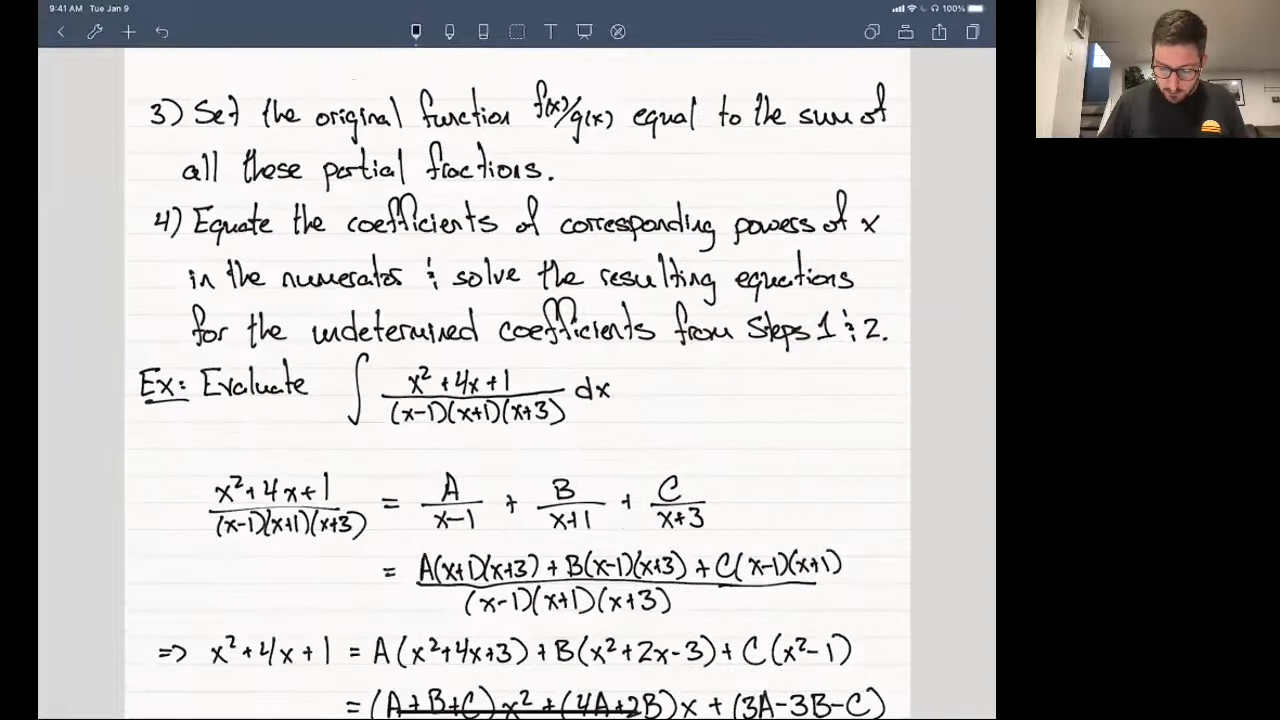 9:41 AM Tue Jan 9
100%
3) Set the original function f(x)/g(x) equal to the sum of
all these partial fractions.
4) Equate the coefficients of corresponding powers of x
in the numerator & solve the resulting equations
for the undetermined coefficients from Steps 1 & 2.
Ex: Evaluate ∫ (x²+4x+1)/((x-1)(x+1)(x+3)) dx
(x²+4x+1)/((x-1)(x+1)(x+3)) = A/(x-1) + B/(x+1) + C/(x+3)
= (A(x+1)(x+3) + B(x-1)(x+3) + C(x-1)(x+1))/((x-1)(x+1)(x+3))
=> x²+4x+1 = A(x²+4x+3) + B(x²+2x-3) + C(x²-1)
= (A+B+C)x² + (4A+2B)x + (3A-3B-C)